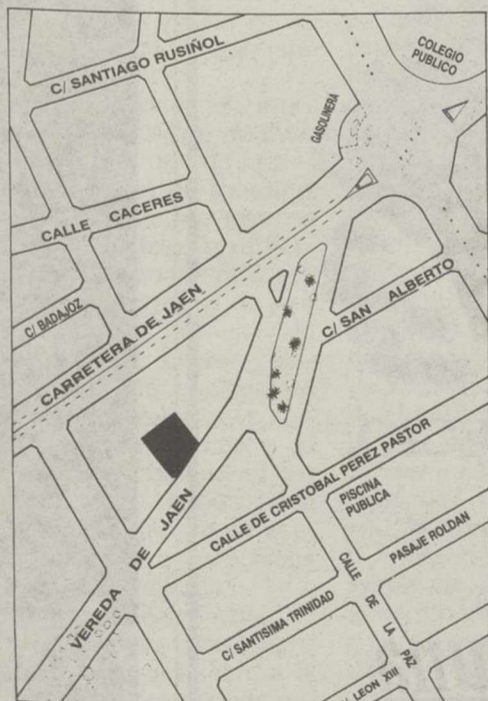 C/ SANTIAGO RUSIÑOL
COLEGIO
PUBLICO
GASOLINERA
CALLE CACERES
C/ BADAJOZ
CARRETERA DE JAEN
C/ SAN ALBERTO
CALLE DE CRISTOBAL PEREZ PASTOR
PISCINA
PUBLICA
PASAJE ROLDAN
VEREDA DE JAEN
CALLE DE LA PAZ
C/ SANTISIMA TRINIDAD
LEON XIII